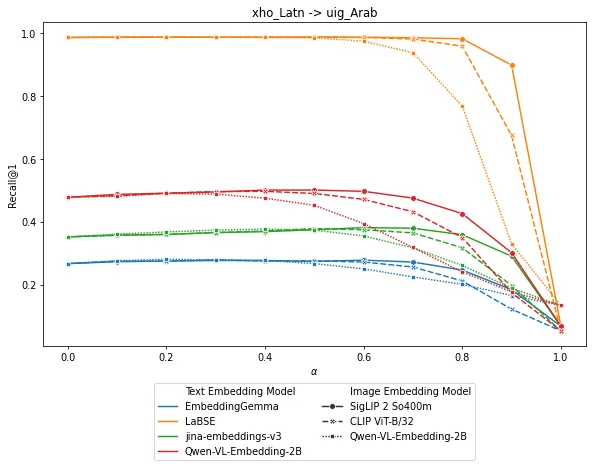 xho_Latn -> uig_Arab
Recall@1
1.0
0.8
0.6
0.4
0.2
0.0 0.2 0.4 0.6 0.8 1.0
α
Text Embedding Model
EmbeddingGemma
LaBSE
jina-embeddings-v3
Qwen-VL-Embedding-2B
Image Embedding Model
SigLIP 2 So400m
CLIP ViT-B/32
Qwen-VL-Embedding-2B